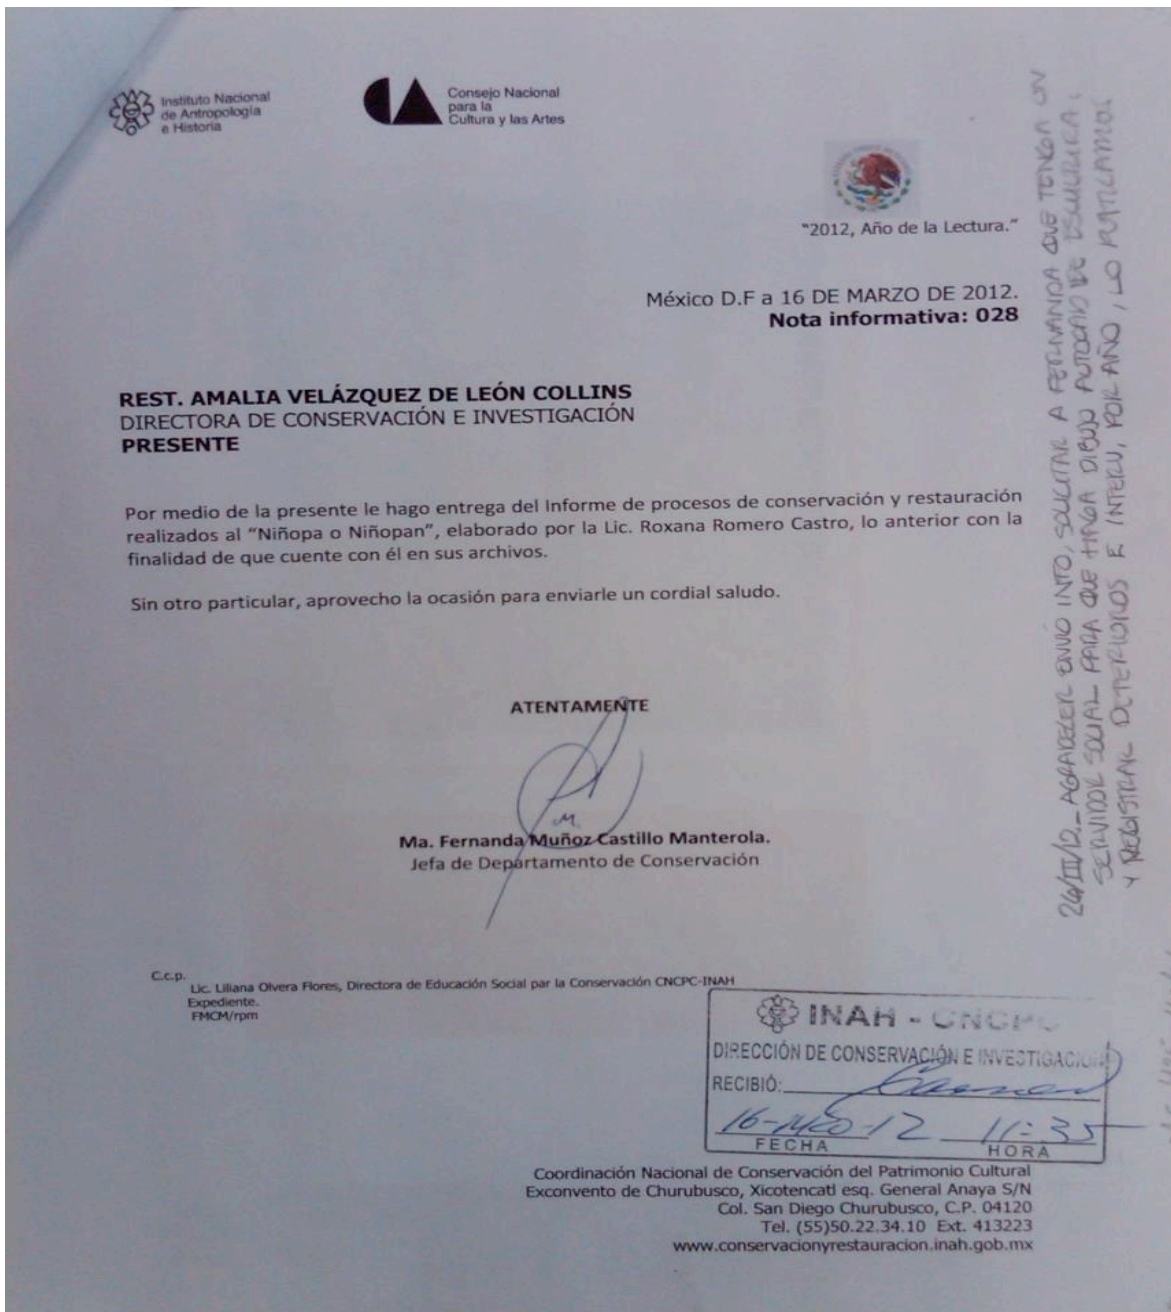 Instituto Nacional
de Antropología
e Historia
Consejo Nacional
para la
Cultura y las Artes
"2012, Año de la Lectura."
México D.F a 16 DE MARZO DE 2012.
Nota informativa: 028
REST. AMALIA VELÁZQUEZ DE LEÓN COLLINS
DIRECTORA DE CONSERVACIÓN E INVESTIGACIÓN
PRESENTE
Por medio de la presente le hago entrega del Informe de procesos de conservación y restauración
realizados al "Niñopa o Niñopan", elaborado por la Lic. Roxana Romero Castro, lo anterior con la
finalidad de que cuente con él en sus archivos.
Sin otro particular, aprovecho la ocasión para enviarle un cordial saludo.
ATENTAMENTE
Ma. Fernanda Muñoz Castillo Manterola.
Jefa de Departamento de Conservación
C.c.p.
Lic. Liliana Olvera Flores, Directora de Educación Social par la Conservación CNCPC-INAH
Expediente.
FMCM/rpm
INAH - CNCPC
DIRECCIÓN DE CONSERVACIÓN E INVESTIGACIÓN
RECIBIÓ:
16-Mzo-12 11:35
FECHA HORA
Coordinación Nacional de Conservación del Patrimonio Cultural
Exconvento de Churubusco, Xicotencatl esq. General Anaya S/N
Col. San Diego Churubusco, C.P. 04120
Tel. (55)50.22.34.10 Ext. 413223
www.conservacionyrestauracion.inah.gob.mx
AGRADECER ENVIO INFO, SOLICITAR A FERNANDA QUE TENGA UN
SERVIDOR SOCIAL PARA QUE HAGA DIBUJO AUTOCAD DE ESCULTURA,
Y REGISTRAR DETERIOROS E INTERV, POR AÑO, LO PLATICAMOS